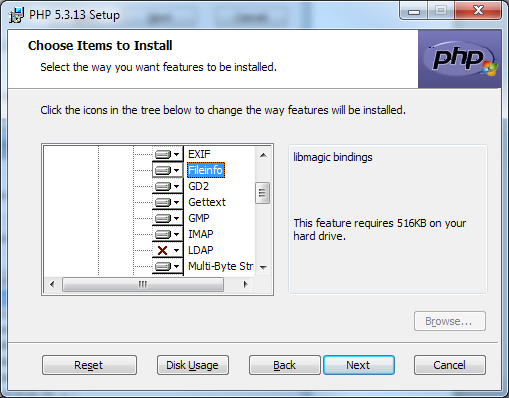 PHP 5.3.13 Setup
Choose Items to Install
Select the way you want features to be installed.
php
Click the icons in the tree below to change the way features will be installed.
EXIF
Fileinfo
GD2
Gettext
GMP
IMAP
LDAP
Multi-Byte Str
libmagic bindings
This feature requires 516KB on your
hard drive.
Browse...
Reset
Disk Usage
Back
Next
Cancel